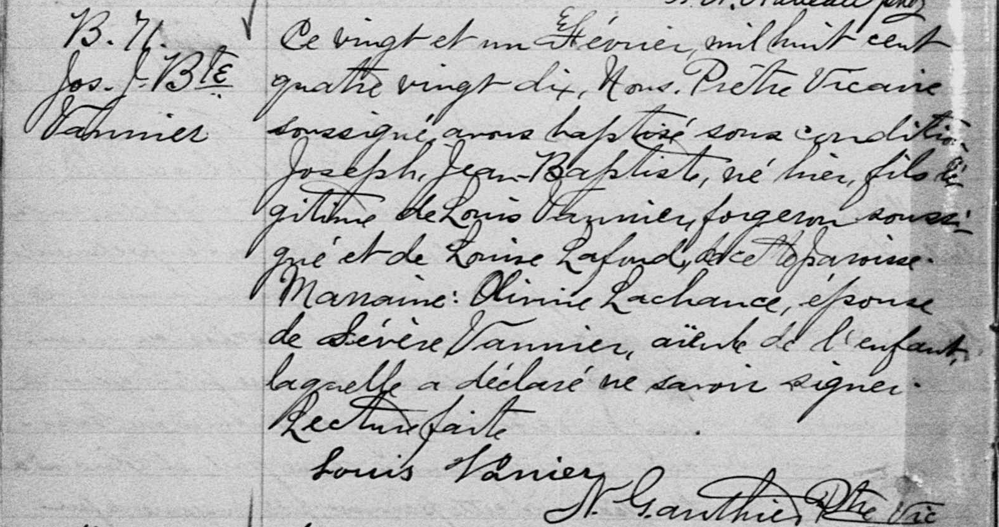 B. 71.
Jos. J. Bte
Vannier
Ce vingt et un Février, mil huit cent
quatre vingt dix, Nous. Prêtre Vicaire
soussigné, avons baptisé sous condition
Joseph, Jean-Baptiste, né hier, fils lé-
gitime de Louis Vannier, forgeron soussi-
gné et de Louise Lafond, de cette paroisse.
Marraine: Olivine Lachance, épouse
de Sévère Vannier, aïeule de l'enfant,
laquelle a déclaré ne savoir signer.
Lecture faite
Louis Vanier
N. Gauthier Ptre Vic